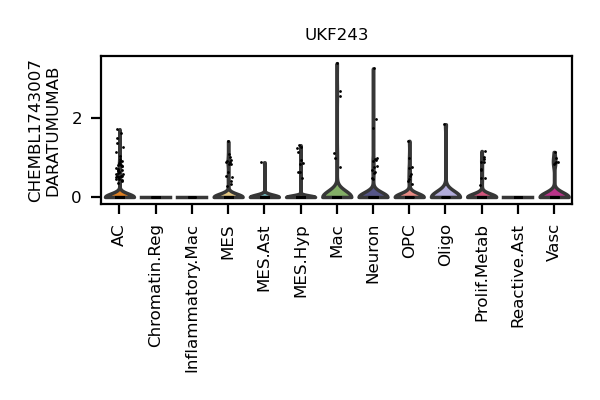 UKF243
CHEMBL1743007
DARATUMUMAB
2
0
AC
Chromatin.Reg
Inflammatory.Mac
MES
MES.Ast
MES.Hyp
Mac
Neuron
OPC
Oligo
Prolif.Metab
Reactive.Ast
Vasc